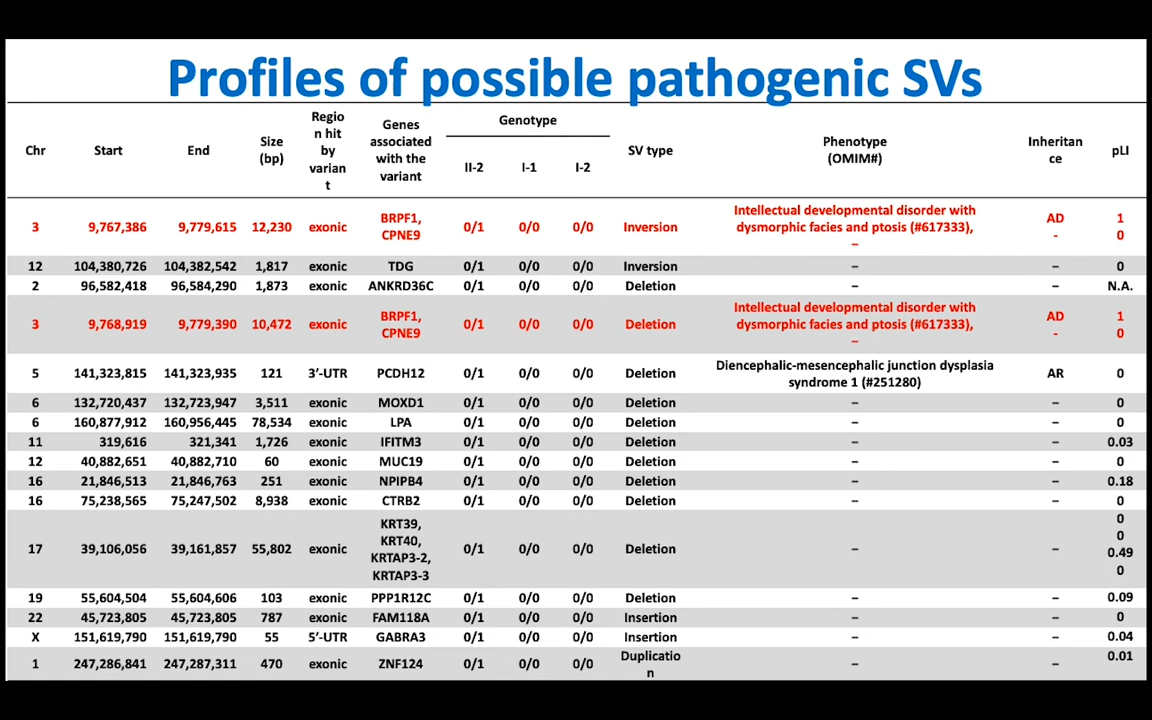 Profiles of possible pathogenic SVs
Chr Start End Size (bp) Region hit by variant Genes associated with the variant Genotype II-2 I-1 I-2 SV type Phenotype (OMIM#) Inheritance pLI
3 9,767,386 9,779,615 12,230 exonic BRPF1, CPNE9 0/1 0/0 0/0 Inversion Intellectual developmental disorder with dysmorphic facies and ptosis (#617333), – AD - 1 0
12 104,380,726 104,382,542 1,817 exonic TDG 0/1 0/0 0/0 Inversion – – 0
2 96,582,418 96,584,290 1,873 exonic ANKRD36C 0/1 0/0 0/0 Deletion – – N.A.
3 9,768,919 9,779,390 10,472 exonic BRPF1, CPNE9 0/1 0/0 0/0 Deletion Intellectual developmental disorder with dysmorphic facies and ptosis (#617333), – AD - 1 0
5 141,323,815 141,323,935 121 3′-UTR PCDH12 0/1 0/0 0/0 Deletion Diencephalic-mesencephalic junction dysplasia syndrome 1 (#251280) AR 0
6 132,720,437 132,723,947 3,511 exonic MOXD1 0/1 0/0 0/0 Deletion – – 0
6 160,877,912 160,956,445 78,534 exonic LPA 0/1 0/0 0/0 Deletion – – 0
11 319,616 321,341 1,726 exonic IFITM3 0/1 0/0 0/0 Deletion – – 0.03
12 40,882,651 40,882,710 60 exonic MUC19 0/1 0/0 0/0 Deletion – – 0
16 21,846,513 21,846,763 251 exonic NPIPB4 0/1 0/0 0/0 Deletion – – 0.18
16 75,238,565 75,247,502 8,938 exonic CTRB2 0/1 0/0 0/0 Deletion – – 0
17 39,106,056 39,161,857 55,802 exonic KRT39, KRT40, KRTAP3-2, KRTAP3-3 0/1 0/0 0/0 Deletion – – 0 0 0.49 0
19 55,604,504 55,604,606 103 exonic PPP1R12C 0/1 0/0 0/0 Deletion – – 0.09
22 45,723,805 45,723,805 787 exonic FAM118A 0/1 0/0 0/0 Insertion – – 0
X 151,619,790 151,619,790 55 5′-UTR GABRA3 0/1 0/0 0/0 Insertion – – 0.04
1 247,286,841 247,287,311 470 exonic ZNF124 0/1 0/0 0/0 Duplication – – 0.01